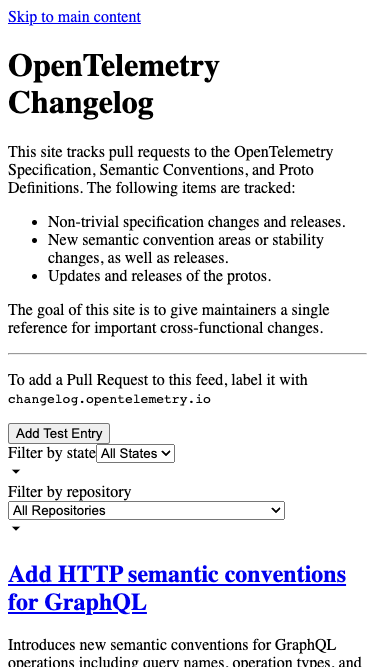 Skip to main content
OpenTelemetry
Changelog
This site tracks pull requests to the OpenTelemetry
Specification, Semantic Conventions, and Proto
Definitions. The following items are tracked:
• Non-trivial specification changes and releases.
• New semantic convention areas or stability
changes, as well as releases.
• Updates and releases of the protos.
The goal of this site is to give maintainers a single
reference for important cross-functional changes.
To add a Pull Request to this feed, label it with
changelog.opentelemetry.io
Add Test Entry
Filter by state All States
Filter by repository
All Repositories
Add HTTP semantic conventions
for GraphQL
Introduces new semantic conventions for GraphQL
operations including query names, operation types, and